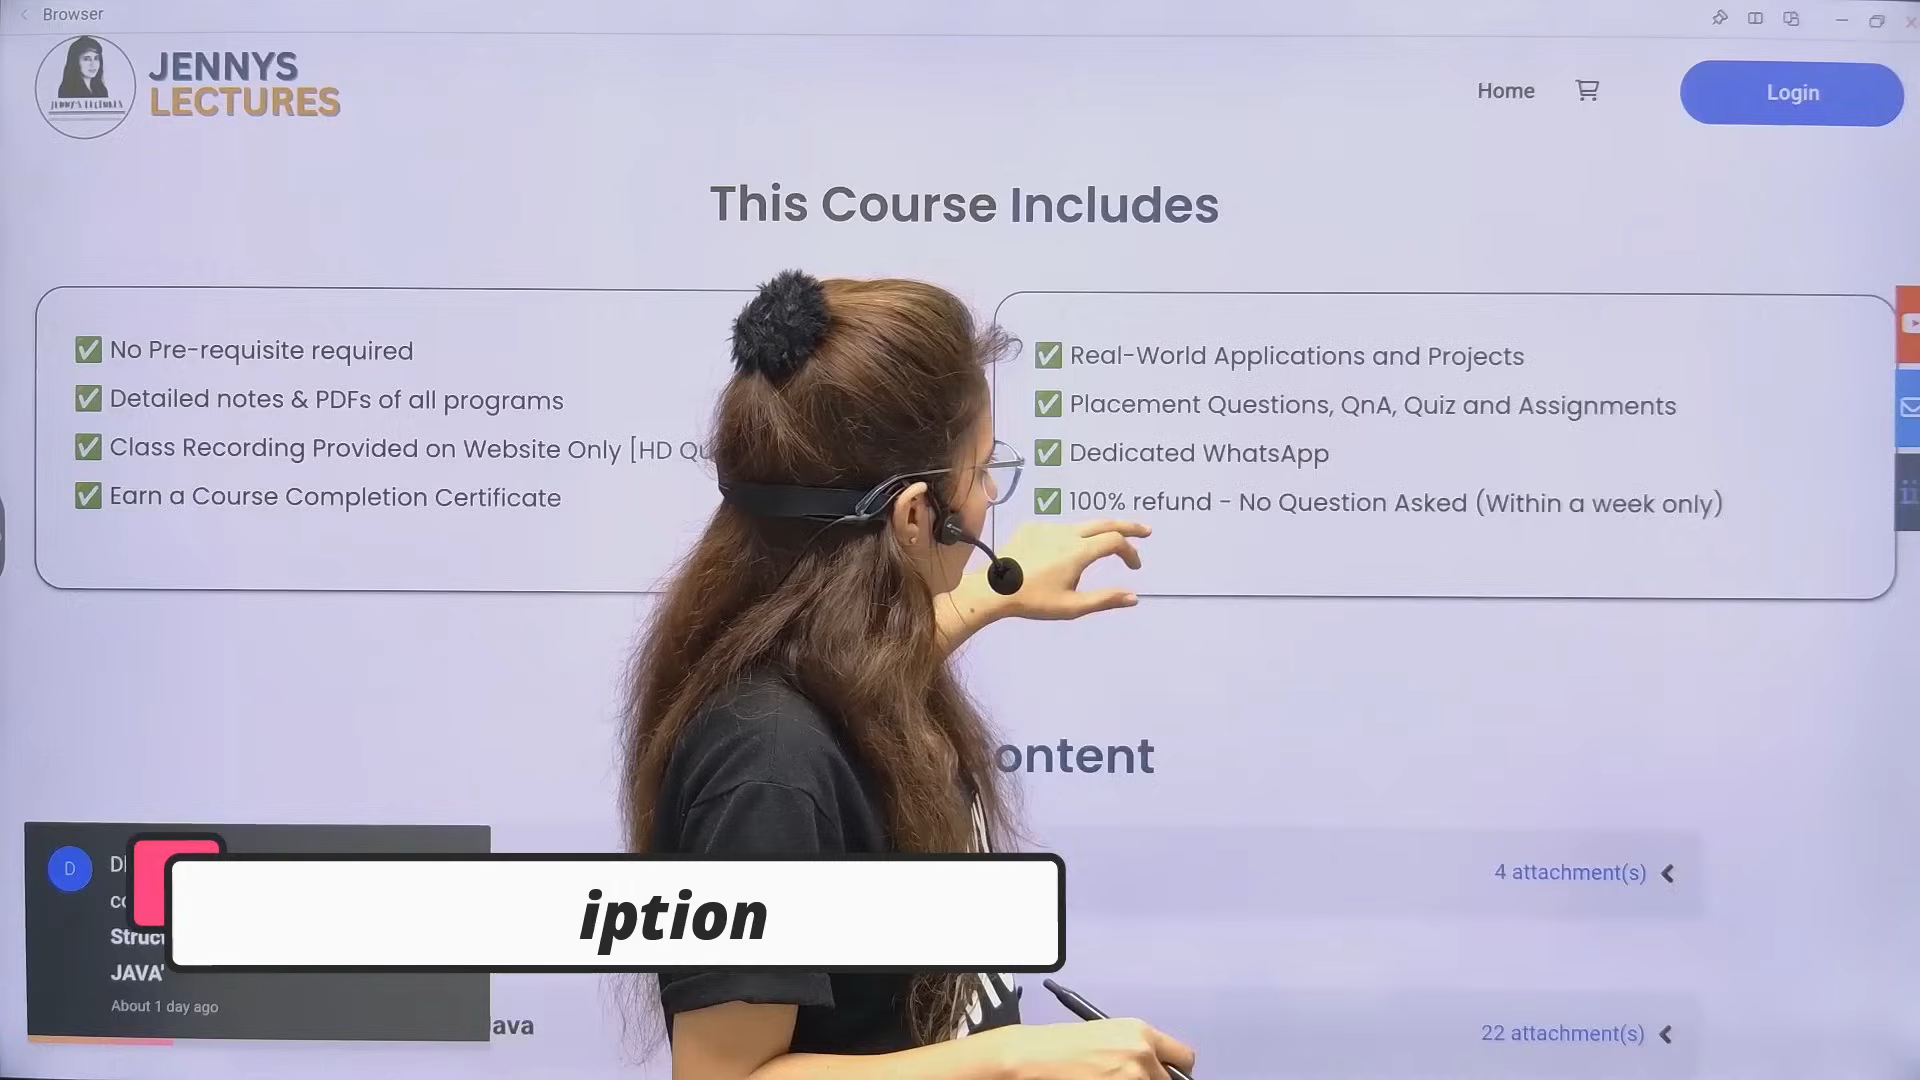 Browser
JENNY'S LECTURES
JENNYS
LECTURES
Home
Login
This Course Includes
✅ No Pre-requisite required
✅ Detailed notes & PDFs of all programs
✅ Class Recording Provided on Website Only [HD Qu
✅ Earn a Course Completion Certificate
✅ Real-World Applications and Projects
✅ Placement Questions, QnA, Quiz and Assignments
✅ Dedicated WhatsApp
✅ 100% refund - No Question Asked (Within a week only)
ontent
4 attachment(s)
D
Struct
JAVA'
About 1 day ago
iption
ava
22 attachment(s)